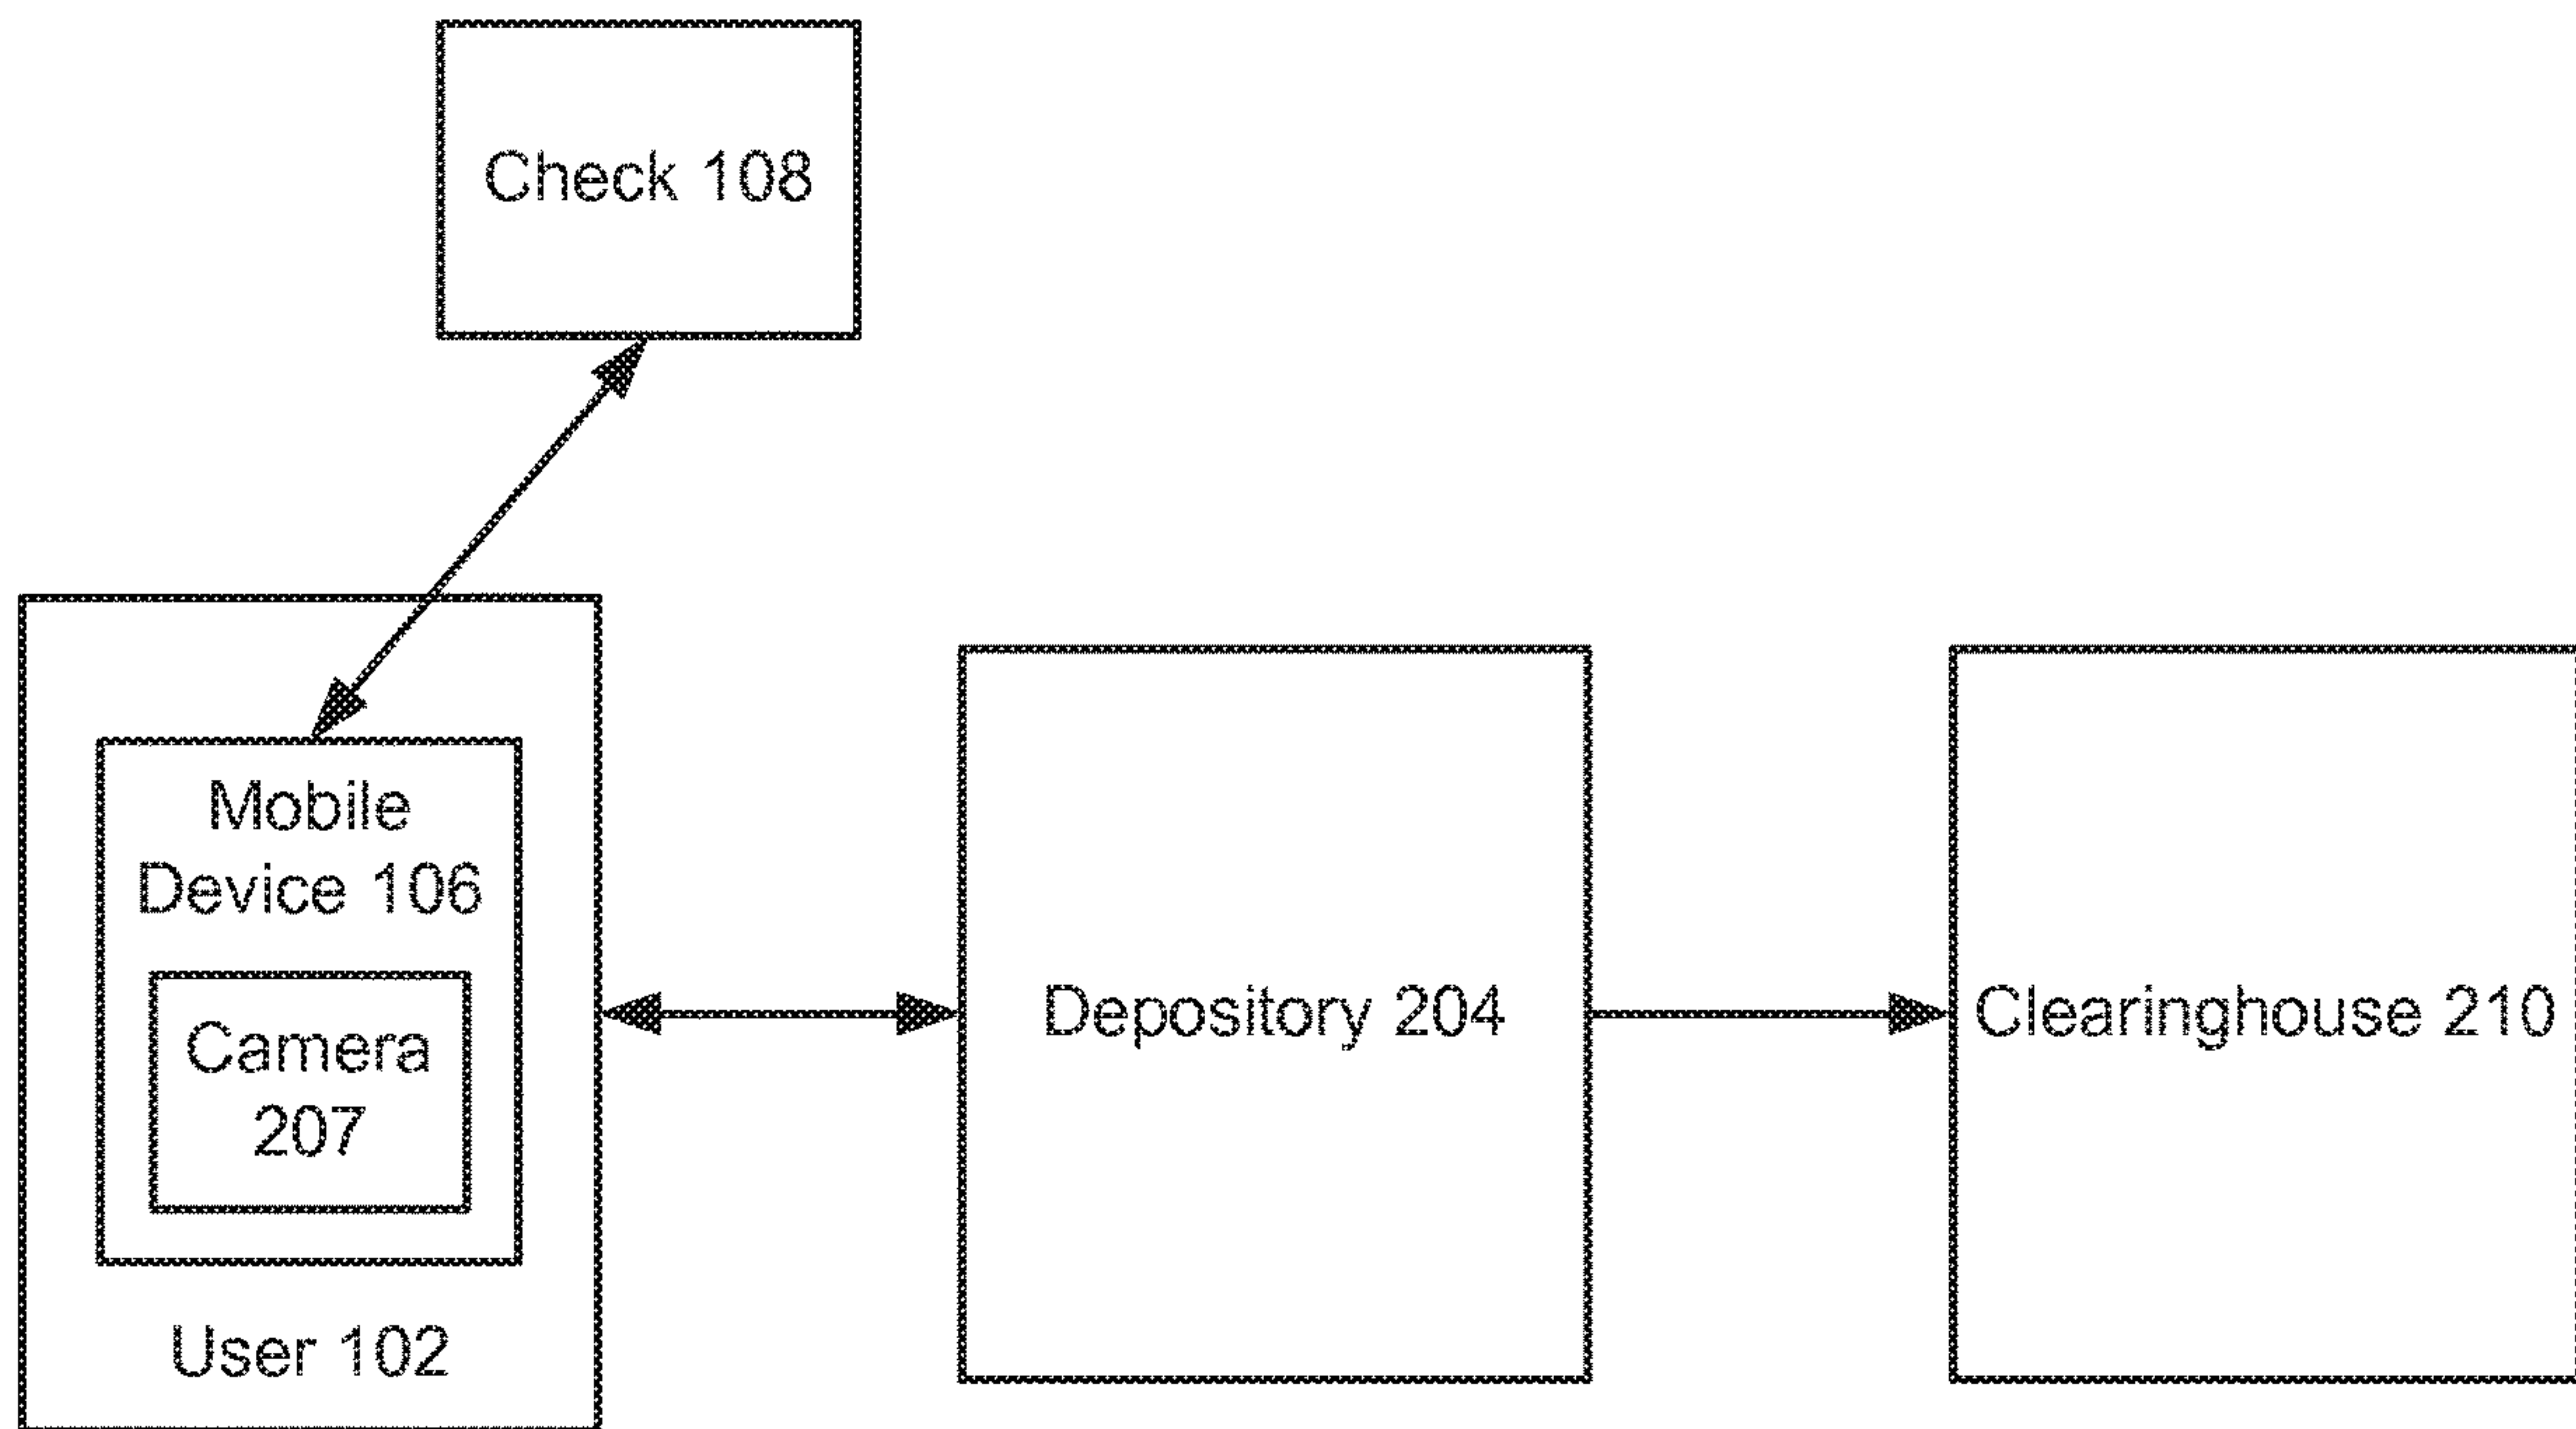 Check 108
Mobile
Device 106
Camera
207
User 102
Depository 204
Clearinghouse 210